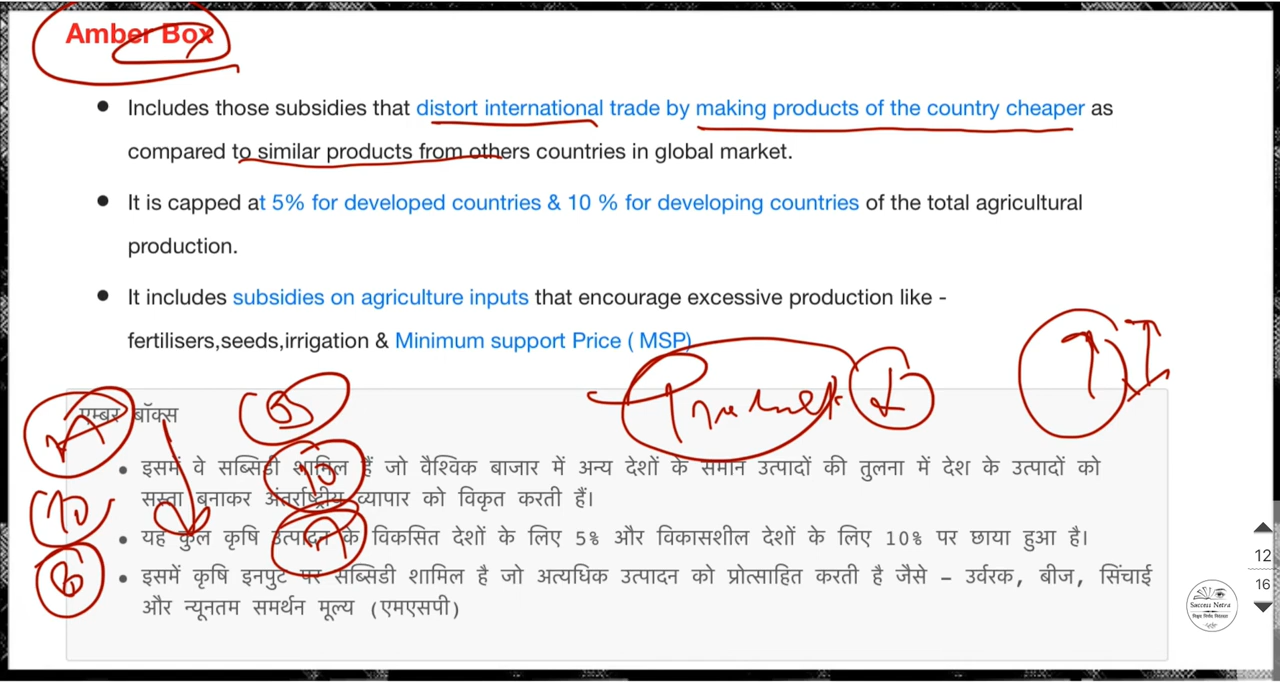 Amber Box
Includes those subsidies that distort international trade by making products of the country cheaper as
compared to similar products from others countries in global market.
It is capped at 5% for developed countries & 10 % for developing countries of the total agricultural
production.
It includes subsidies on agriculture inputs that encourage excessive production like -
fertilisers,seeds,irrigation & Minimum support Price ( MSP)
एम्बर बॉक्स
इसमें वे सब्सिडी शामिल हैं जो वैश्विक बाजार में अन्य देशों के समान उत्पादों की तुलना में देश के उत्पादों को
सस्ता बनाकर अंतर्राष्ट्रीय व्यापार को विकृत करती हैं।
यह कुल कृषि उत्पादन के विकसित देशों के लिए 5% और विकासशील देशों के लिए 10% पर छाया हुआ है।
इसमें कृषि इनपुट पर सब्सिडी शामिल है जो अत्यधिक उत्पादन को प्रोत्साहित करती है जैसे – उर्वरक, बीज, सिंचाई
और न्यूनतम समर्थन मूल्य (एमएसपी)
A
10
12
16
Success Netra